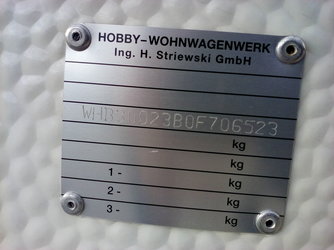 HOBBY-WOHNWAGENWERK
Ing. H. Striewski GmbH
kg
kg
1 - kg
2 - kg
3 - kg